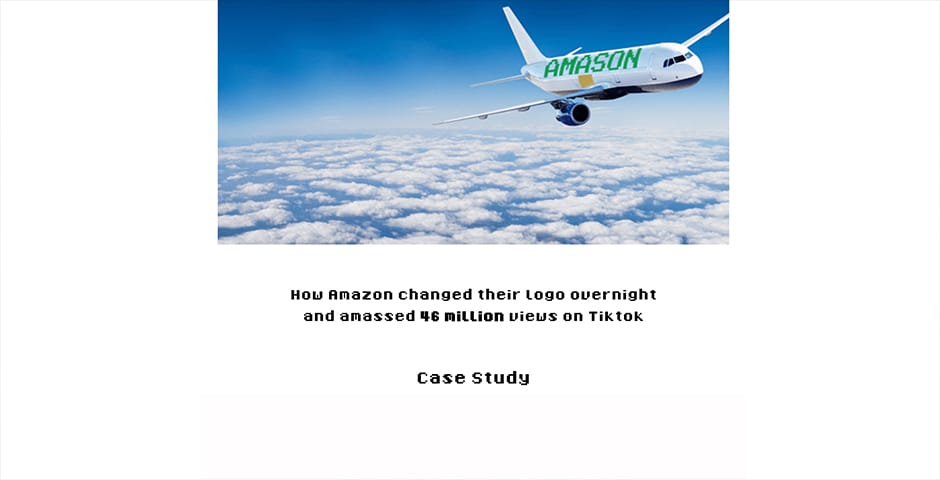 AMASON
How Amazon changed their logo overnight
and amassed 46 million views on Tiktok
Case Study